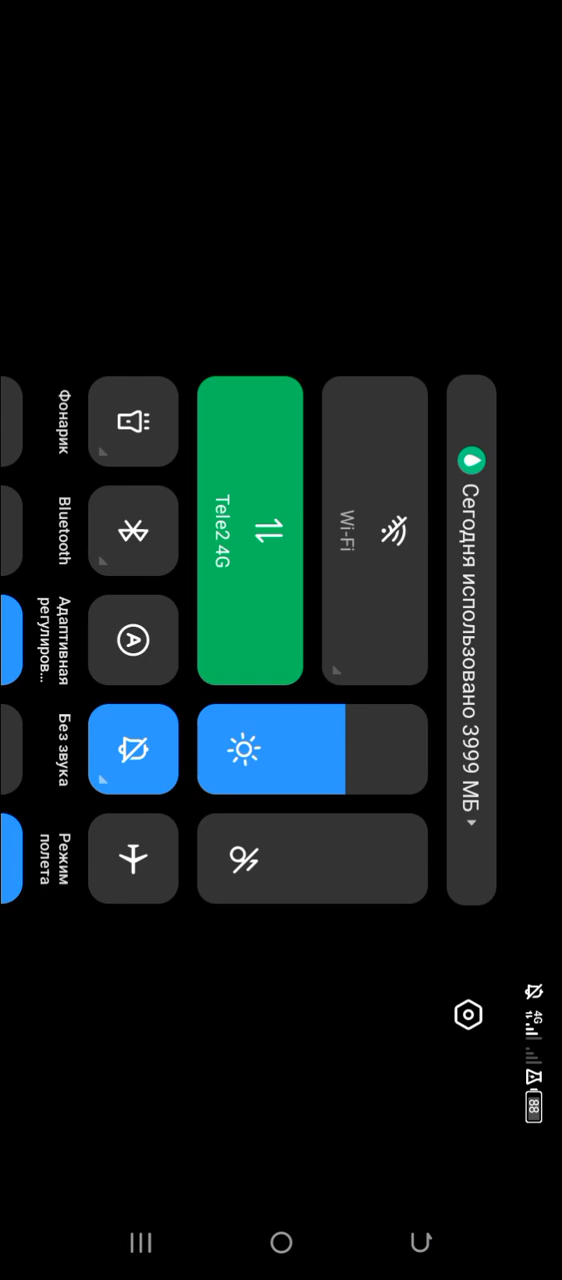 4G
88
Сегодня использовано 3999 МБ
Wi-Fi
Tele2 4G
Фонарик
Bluetooth
Адаптивная
регулиров...
Без звука
Режим
полета